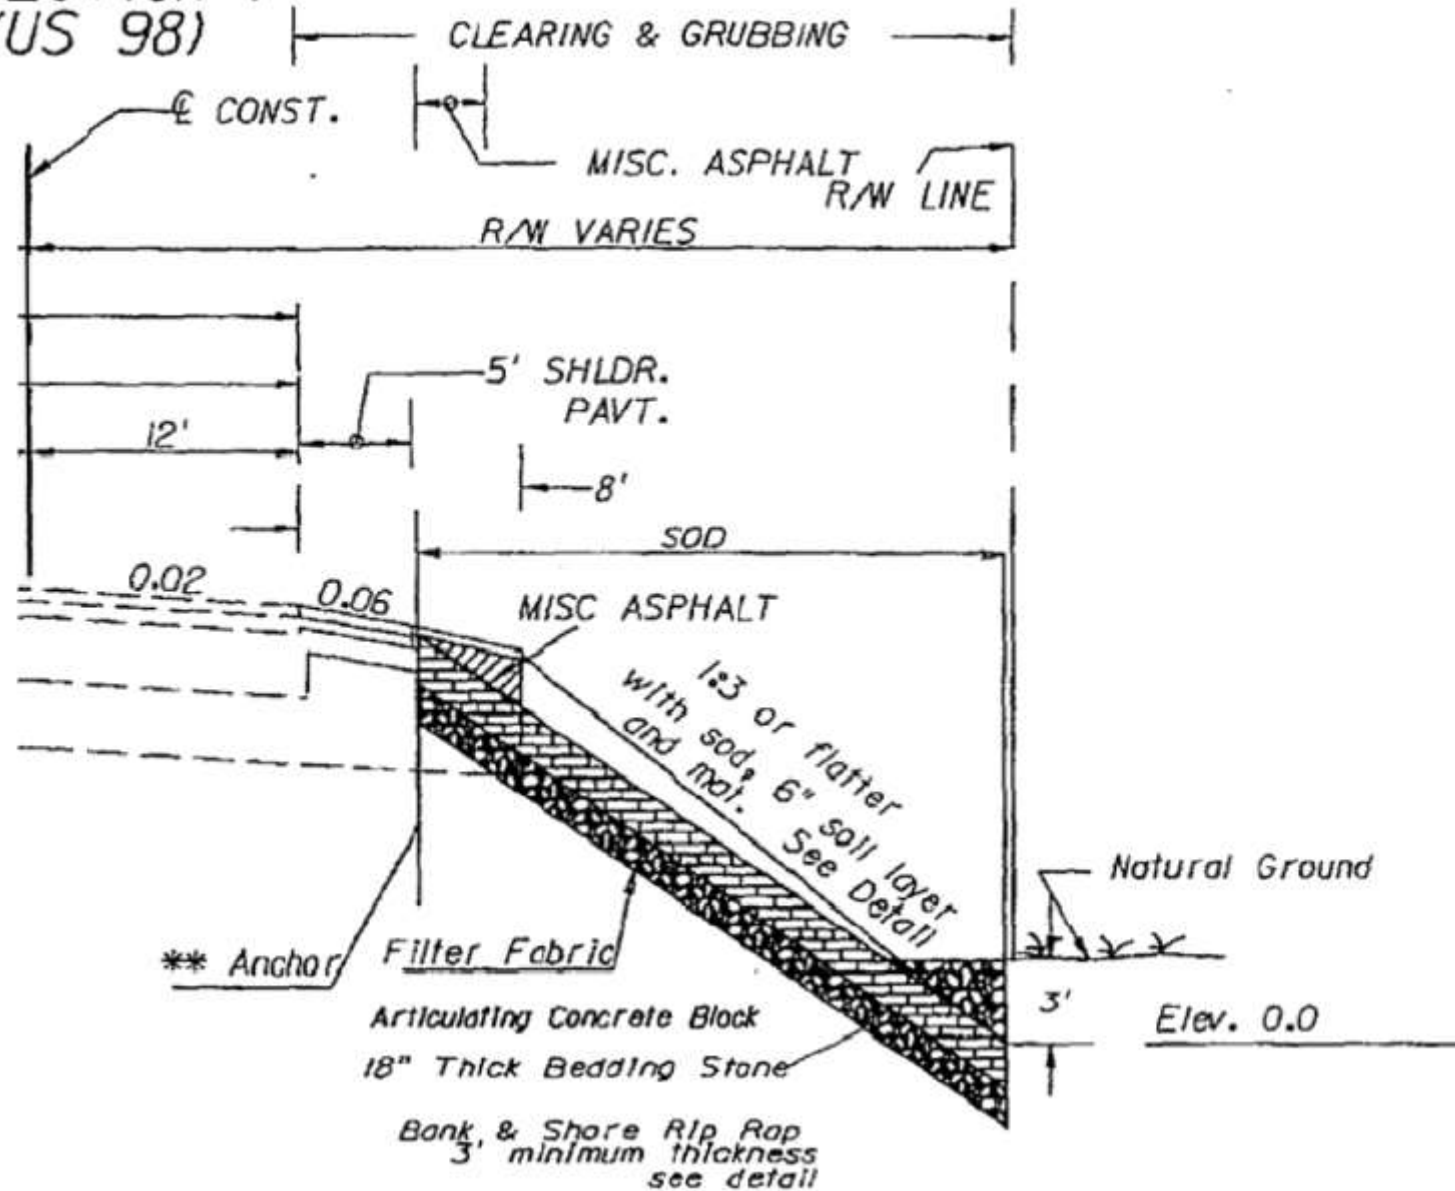 (US 98)
CLEARING & GRUBBING
℄ CONST.
MISC. ASPHALT
R/W LINE
R/W VARIES
5' SHLDR.
PAVT.
12'
8'
SOD
0.02
0.06
MISC ASPHALT
1:3 or flatter
with sod, 6" soil layer
and mat. See Detail
Natural Ground
** Anchor
Filter Fabric
3'
Elev. 0.0
Articulating Concrete Block
18" Thick Bedding Stone
Bank & Shore Rip Rap
3' minimum thickness
see detail